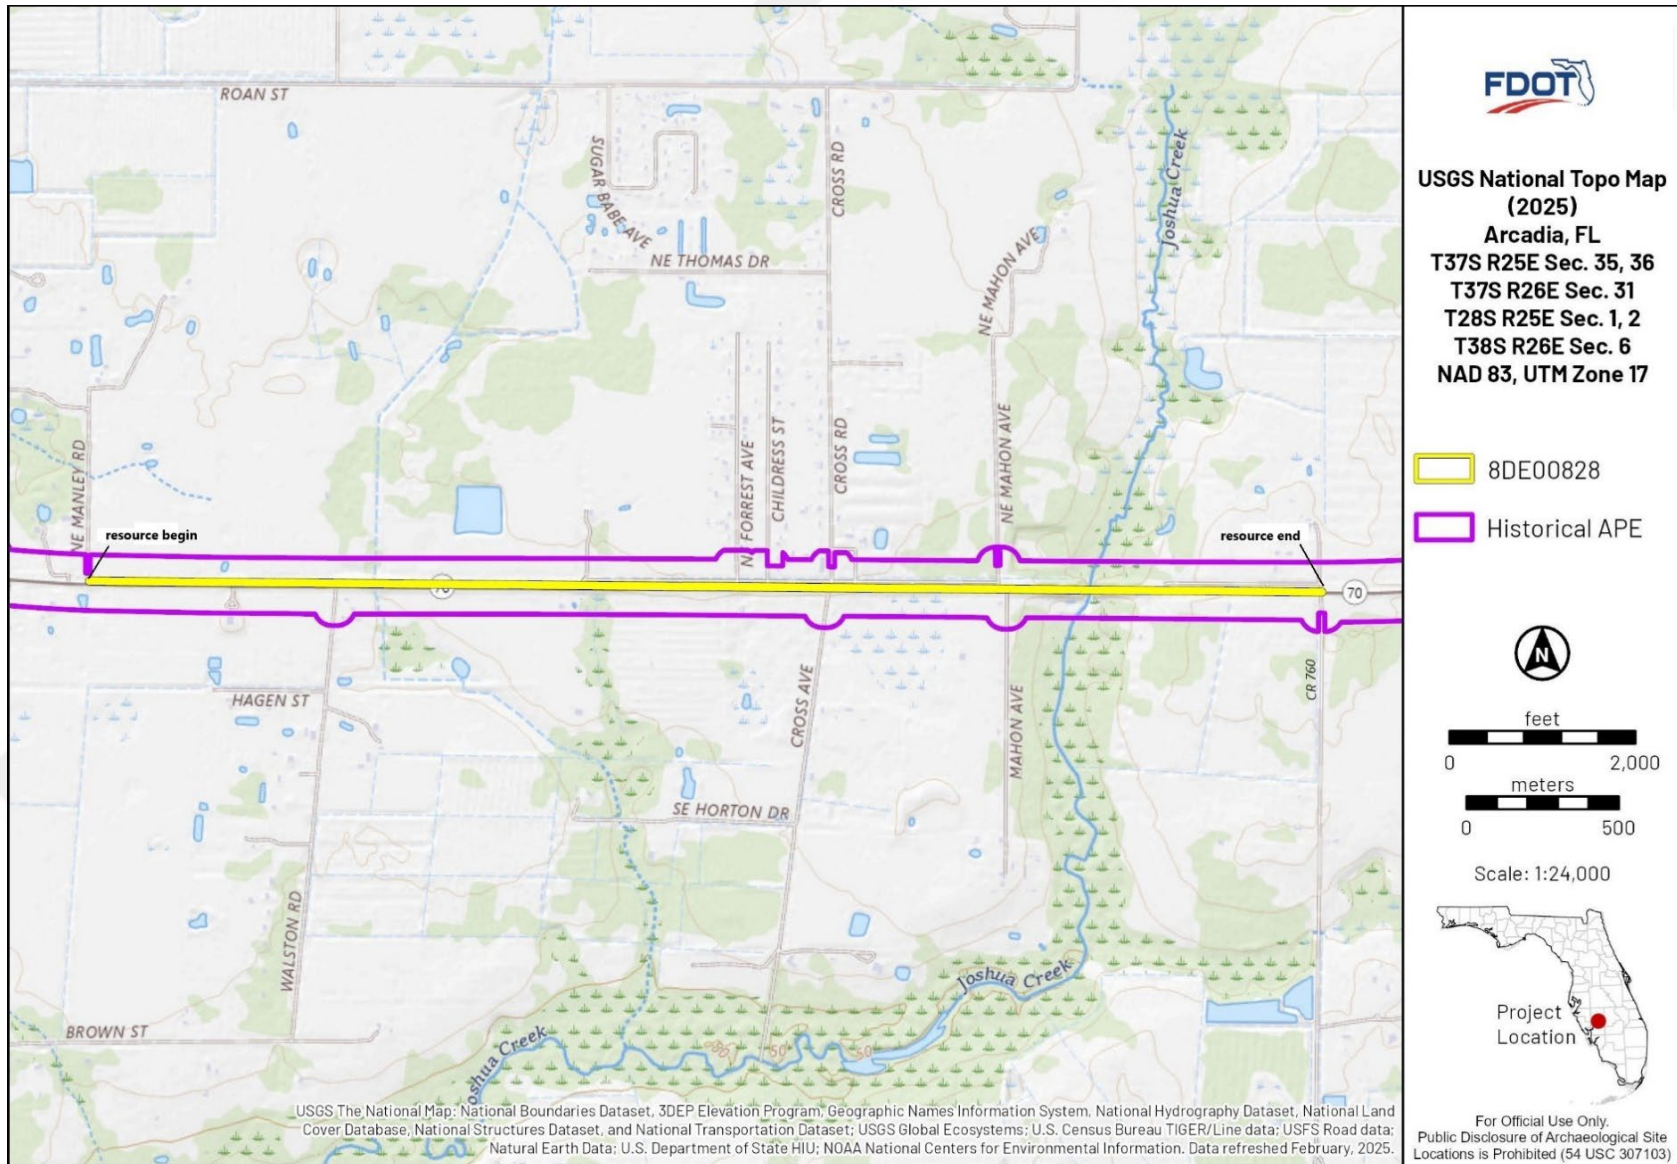 ROAN ST
SUGAR BABE AVE
CROSS RD
Joshua Creek
NE THOMAS DR
NE MAHON AVE
NE MANLEY RD
NE FORREST AVE
CHILDRESS ST
CROSS RD
NE MAHON AVE
resource begin
resource end
70
HAGEN ST
CROSS AVE
MAHON AVE
CR 760
SE HORTON DR
WALSTON RD
Joshua Creek
BROWN ST
Joshua Creek
50
50
USGS The National Map: National Boundaries Dataset, 3DEP Elevation Program, Geographic Names Information System, National Hydrography Dataset, National Land
Cover Database, National Structures Dataset, and National Transportation Dataset; USGS Global Ecosystems; U.S. Census Bureau TIGER/Line data; USFS Road data;
Natural Earth Data; U.S. Department of State HIU; NOAA National Centers for Environmental Information. Data refreshed February, 2025.
FDOT
USGS National Topo Map
(2025)
Arcadia, FL
T37S R25E Sec. 35, 36
T37S R26E Sec. 31
T28S R25E Sec. 1, 2
T38S R26E Sec. 6
NAD 83, UTM Zone 17
8DE00828
Historical APE
N
feet
0 2,000
meters
0 500
Scale: 1:24,000
Project
Location
For Official Use Only.
Public Disclosure of Archaeological Site
Locations is Prohibited (54 USC 307103)